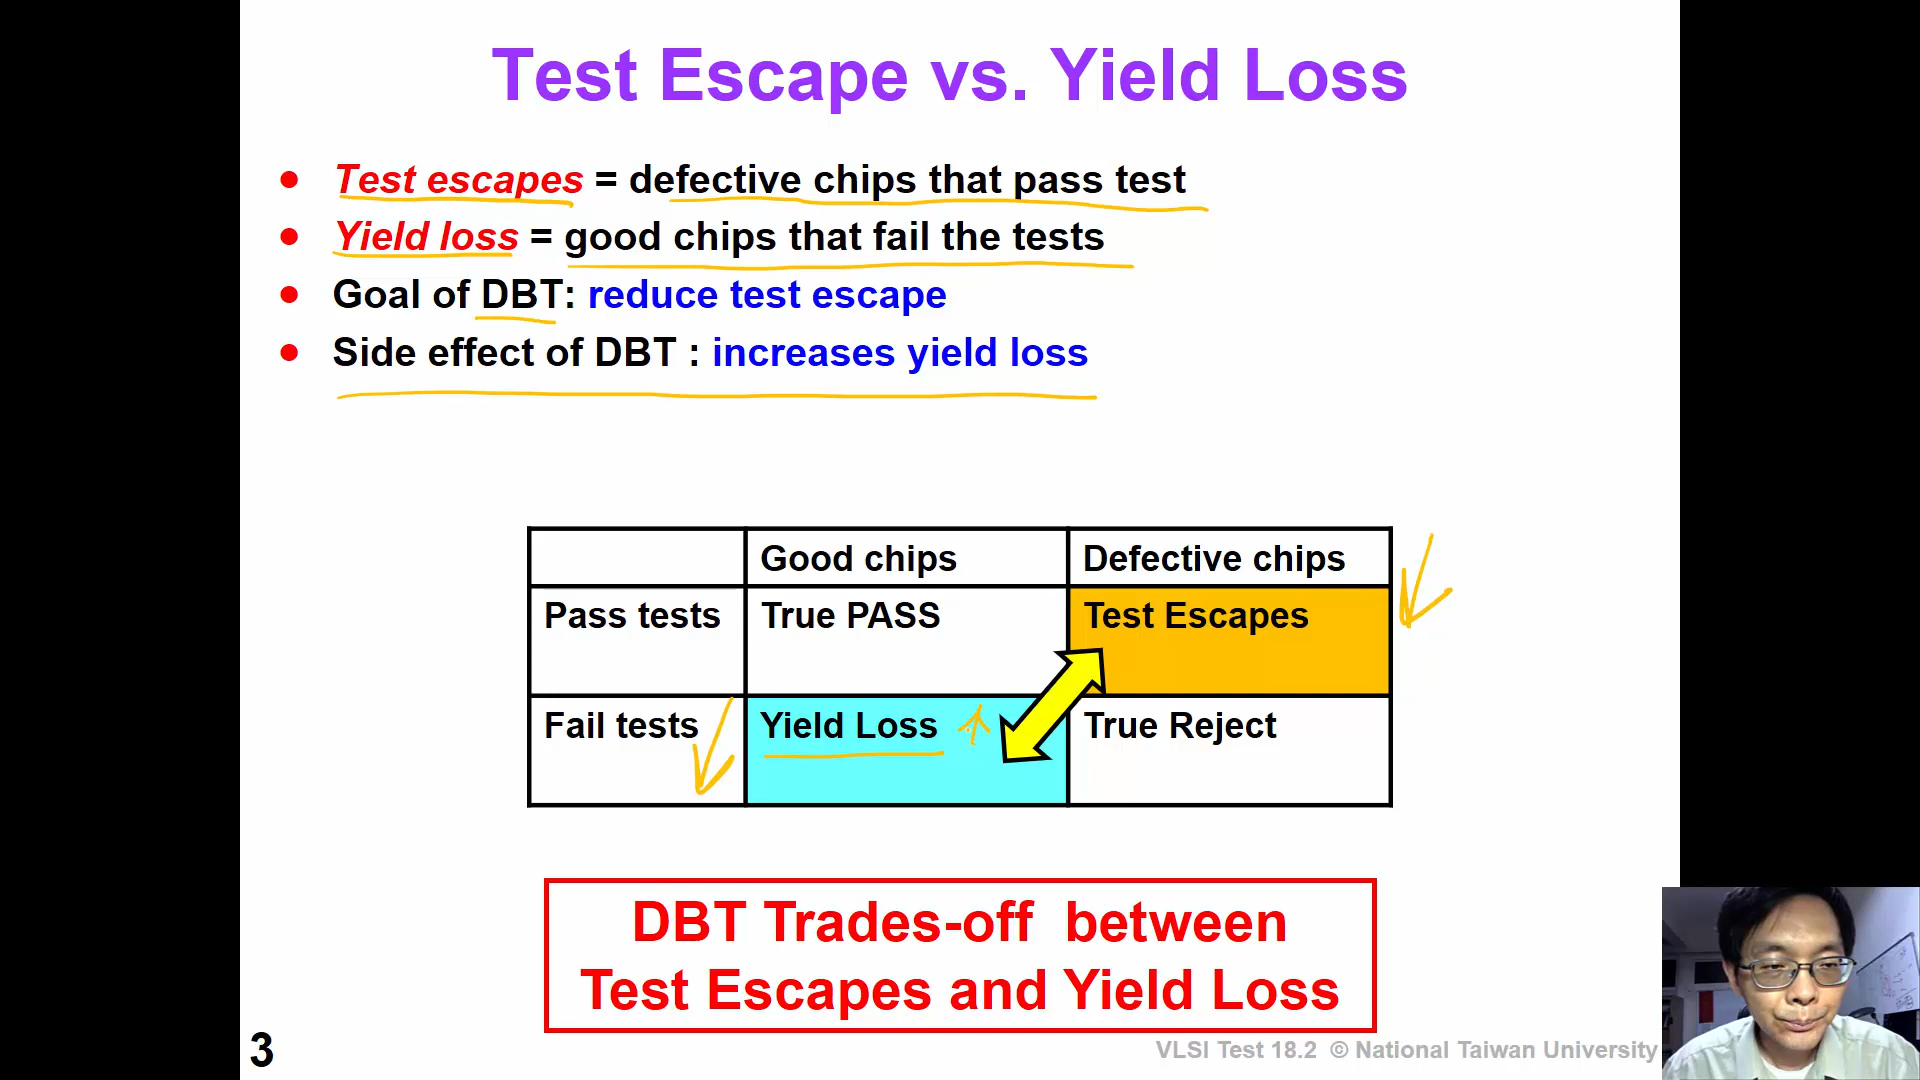 Test Escape vs. Yield Loss
● Test escapes = defective chips that pass test
● Yield loss = good chips that fail the tests
● Goal of DBT: reduce test escape
● Side effect of DBT : increases yield loss
Good chips Defective chips
Pass tests True PASS Test Escapes
Fail tests Yield Loss True Reject
DBT Trades-off between
Test Escapes and Yield Loss
3
VLSI Test 18.2 © National Taiwan University